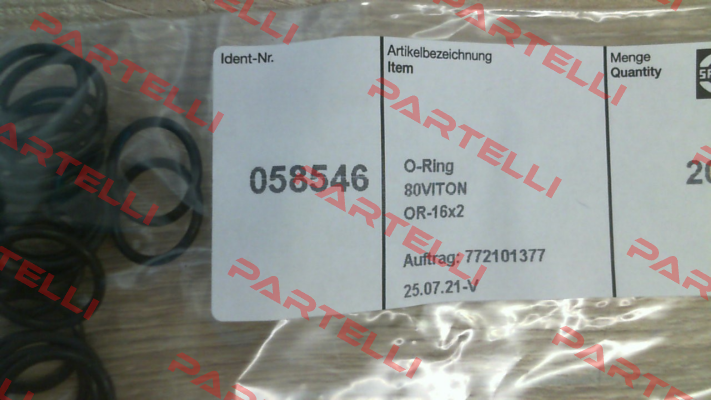 Ident-Nr.
058546
Artikelbezeichnung
Item
O-Ring
80VITON
OR-16x2
Auftrag: 772101377
25.07.21-V
Menge
Quantity
PARTELLI
PARTELLI
PARTELLI
PARTELLI
PARTELLI
PARTELLI
PARTELLI
PARTELLI